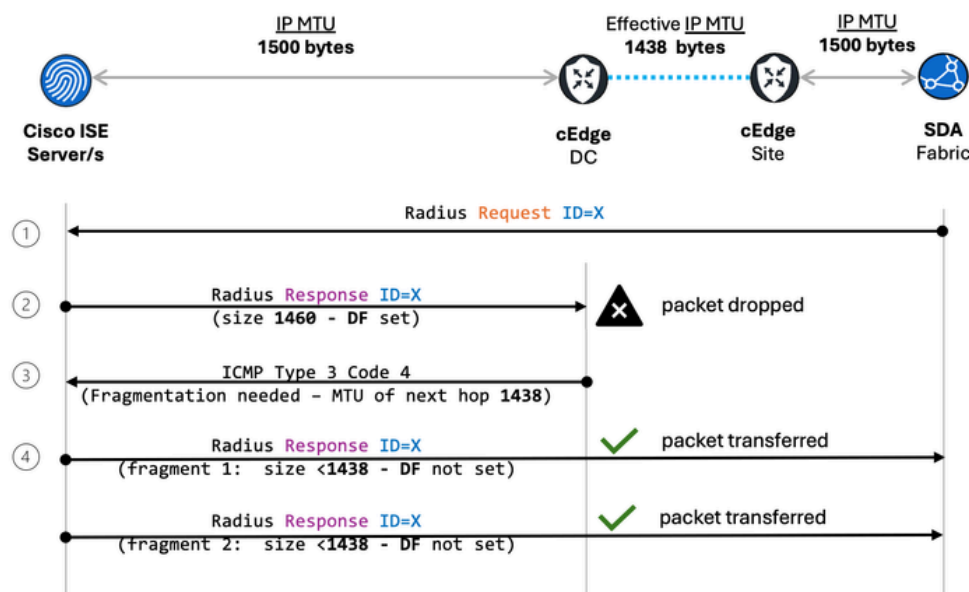 IP MTU
1500 bytes
Effective IP MTU
1438 bytes
IP MTU
1500 bytes
Cisco ISE
Server/s
cEdge
DC
cEdge
Site
SDA
Fabric
1
Radius Request ID=X
2
Radius Response ID=X
(size 1460 - DF set)
packet dropped
3
ICMP Type 3 Code 4
(Fragmentation needed – MTU of next hop 1438)
4
Radius Response ID=X
(fragment 1: size <1438 - DF not set)
packet transferred
Radius Response ID=X
(fragment 2: size <1438 - DF not set)
packet transferred